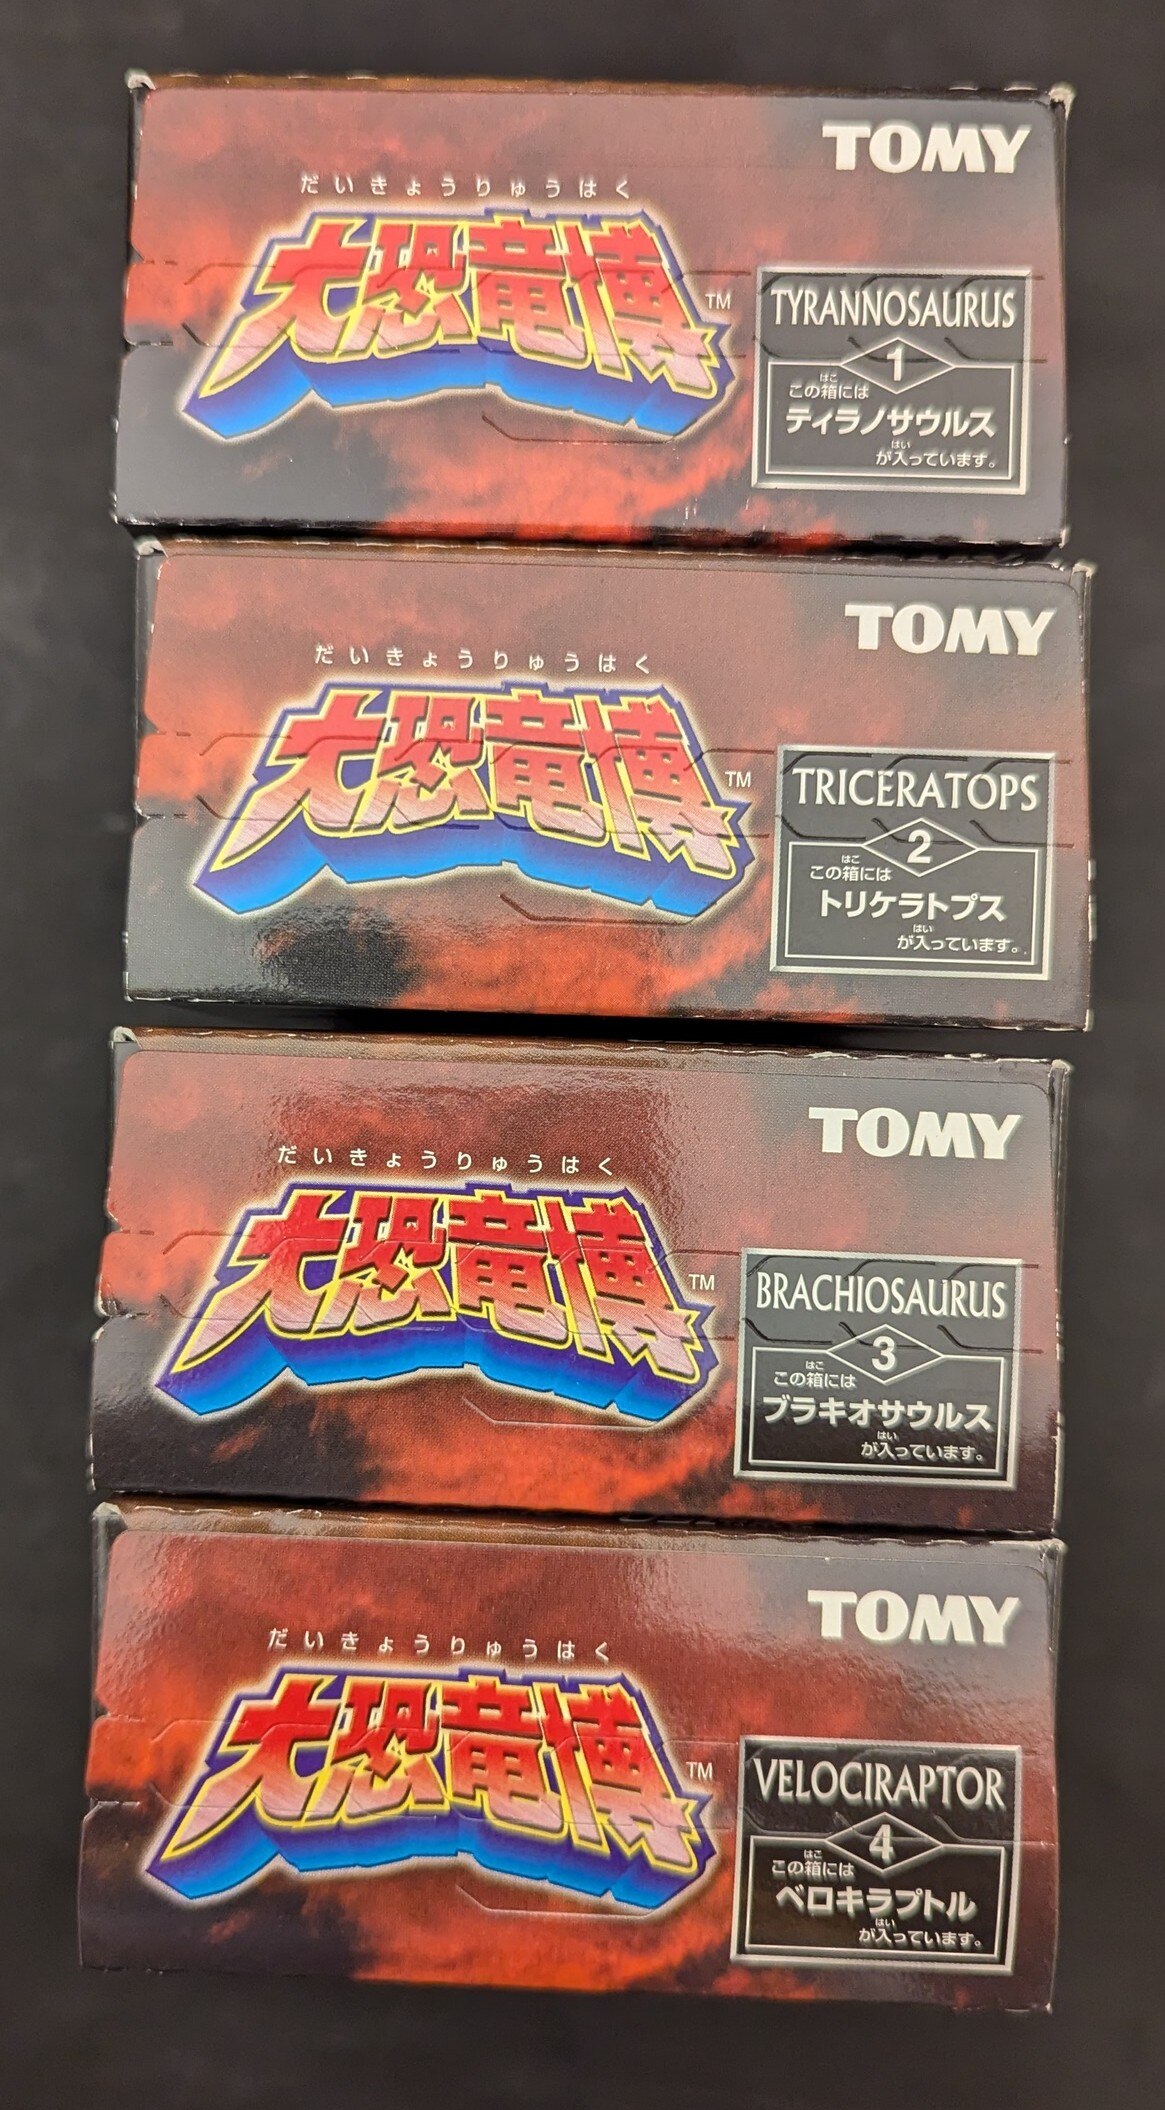 TOMY
だいきょうりゅうはく
大恐竜博
TM
TYRANNOSAURUS
1
はこ
この箱には
ティラノサウルス
はい
が入っています。
TOMY
だいきょうりゅうはく
大恐竜博
TM
TRICERATOPS
2
はこ
この箱には
トリケラトプス
はい
が入っています。
TOMY
だいきょうりゅうはく
大恐竜博
TM
BRACHIOSAURUS
3
はこ
この箱には
ブラキオサウルス
はい
が入っています。
TOMY
だいきょうりゅうはく
大恐竜博
TM
VELOCIRAPTOR
4
はこ
この箱には
ベロキラプトル
はい
が入っています。